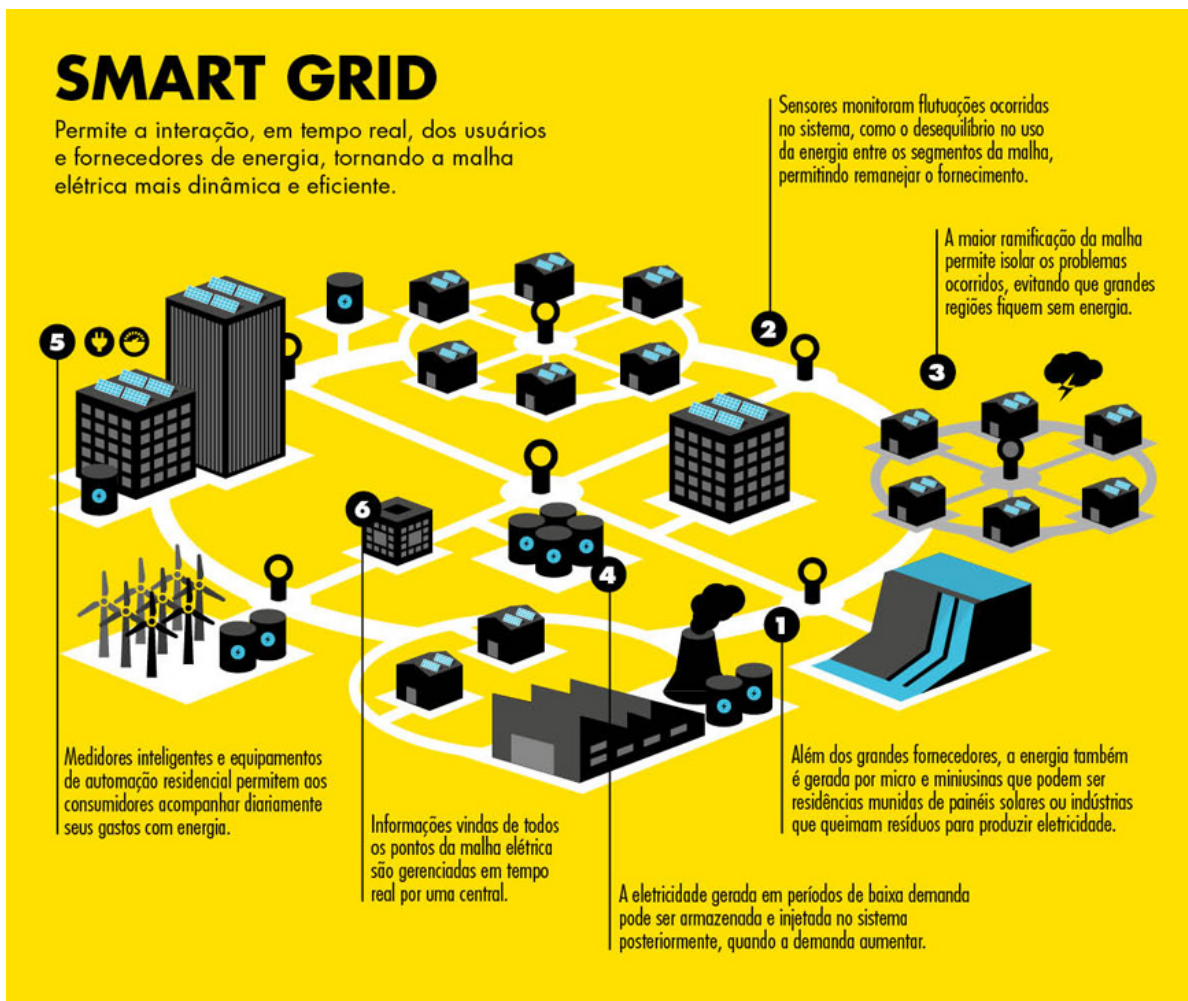 SMART GRID
Permite a interação, em tempo real, dos usuários
e fornecedores de energia, tornando a malha
elétrica mais dinâmica e eficiente.
Sensores monitoram flutuações ocorridas
no sistema, como o desequilíbrio no uso
da energia entre os segmentos da malha,
permitindo remanejar o fornecimento.
2
A maior ramificação da malha
permite isolar os problemas
ocorridos, evitando que grandes
regiões fiquem sem energia.
3
5
6
4
1
Medidores inteligentes e equipamentos
de automação residencial permitem aos
consumidores acompanhar diariamente
seus gastos com energia.
Informações vindas de todos
os pontos da malha elétrica
são gerenciadas em tempo
real por uma central.
A eletricidade gerada em períodos de baixa demanda
pode ser armazenada e injetada no sistema
posteriormente, quando a demanda aumentar.
Além dos grandes fornecedores, a energia também
é gerada por micro e miniusinas que podem ser
residências munidas de painéis solares ou indústrias
que queimam resíduos para produzir eletricidade.